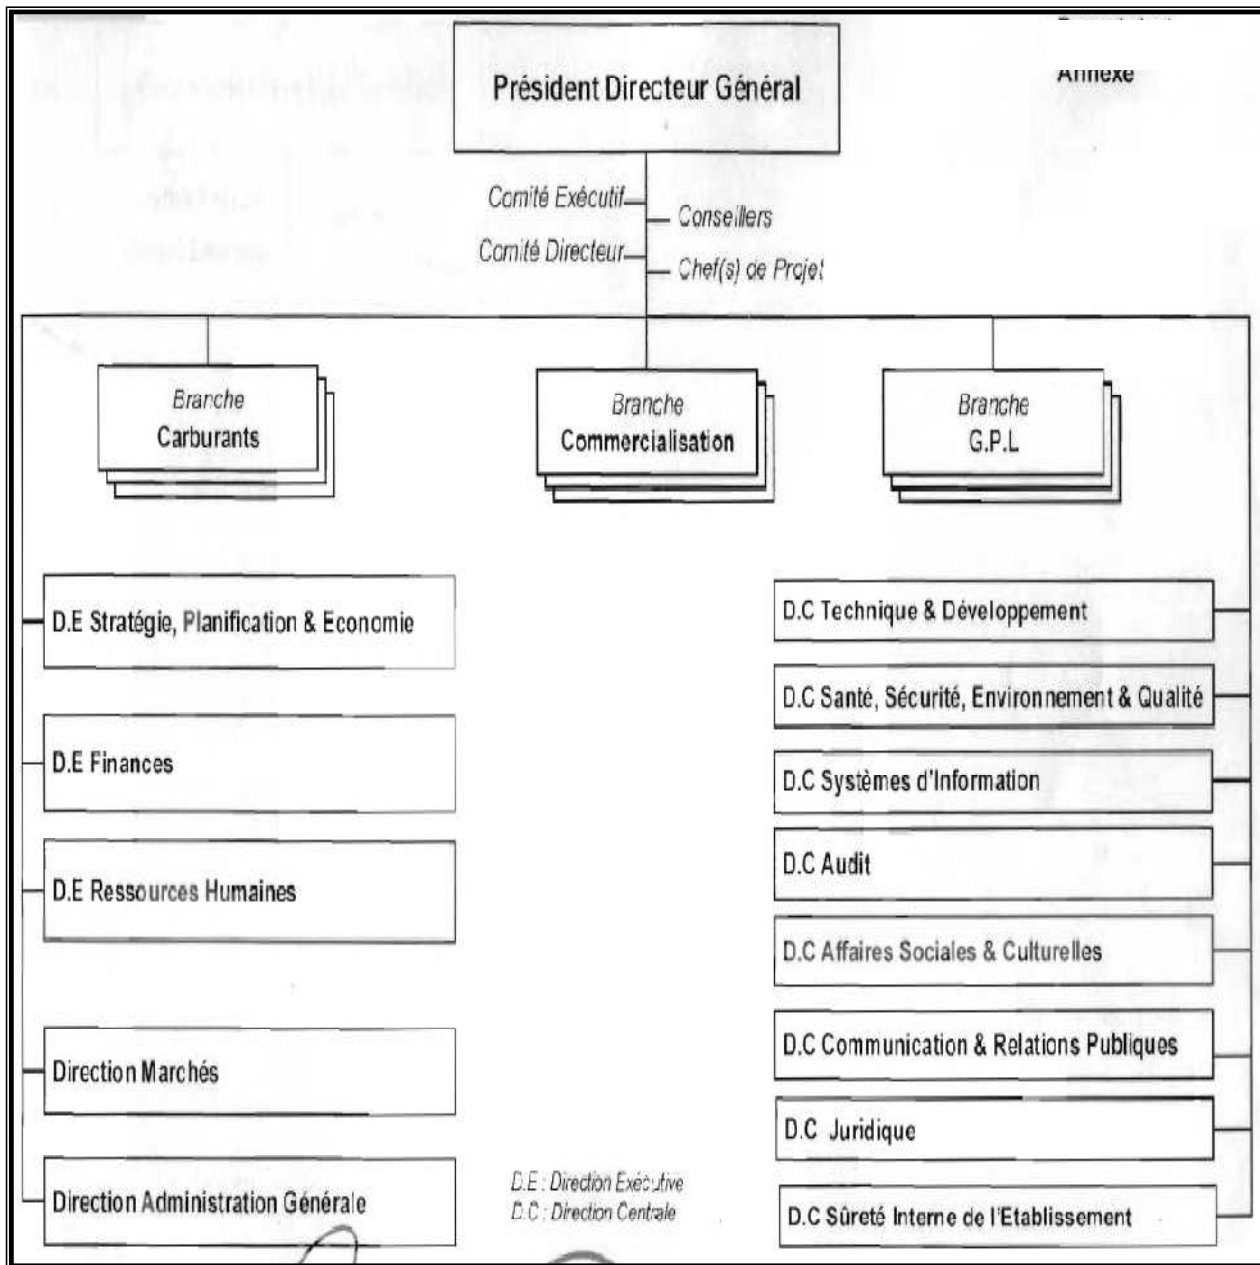 Annexe
Président Directeur Général
Comité Exécutif
Conseillers
Comité Directeur
Chef(s) de Projet
Branche
Carburants
Branche
Commercialisation
Branche
G.P.L
D.E Stratégie, Planification & Economie
D.E Finances
D.E Ressources Humaines
Direction Marchés
Direction Administration Générale
D.C Technique & Développement
D.C Santé, Sécurité, Environnement & Qualité
D.C Systèmes d'Information
D.C Audit
D.C Affaires Sociales & Culturelles
D.C Communication & Relations Publiques
D.C Juridique
D.C Sûreté Interne de l'Etablissement
D.E : Direction Exécutive
D.C : Direction Centrale